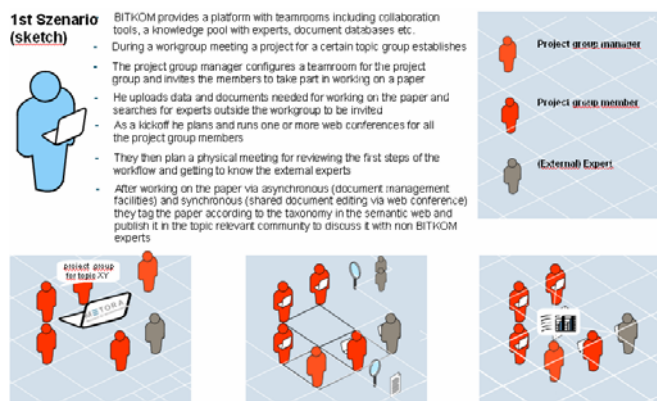 1st Szenario
(sketch)
BITKOM provides a platform with teamrooms including collaboration
tools, a knowledge pool with experts, document databases etc.
- During a workgroup meeting a project for a certain topic group establishes
- The project group manager configures a teamroom for the project
group and invites the members to take part in working on a paper
- He uploads data and documents needed for working on the paper and
searches for experts outside the workgroup to be invited
- As a kickoff he plans and runs one or more web conferences for all
the project group members
- They then plan a physical meeting for reviewing the first steps of the
workflow and getting to know the external experts
- After working on the paper via asynchronous (document management
facilities) and synchronous (shared document editing via web conference)
they tag the paper according to the taxonomy in the semantic web and
publish it in the topic relevant community to discuss it with non BITKOM
experts
Project group manager
Project group member
(External) Expert
project group
for topic XY
METORA